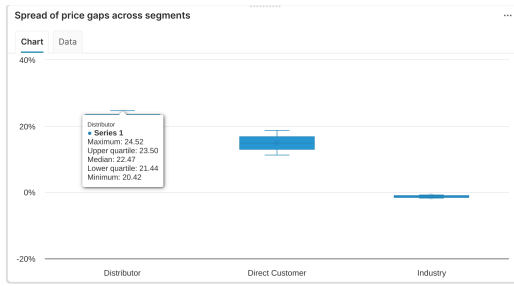 Spread of price gaps across segments
...
Chart Data
40%
20%
0%
-20%
Distributor
● Series 1
Maximum: 24.52
Upper quartile: 23.50
Median: 22.47
Lower quartile: 21.44
Minimum: 20.42
Distributor Direct Customer Industry